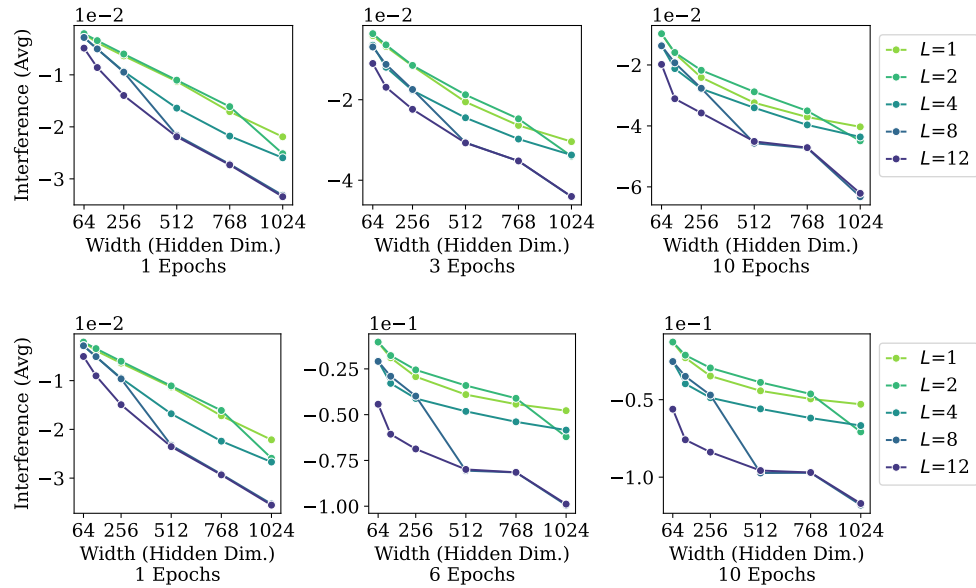 1e−2 1e−2 1e−2
Interference (Avg)
−1
−2
−3
64 256 512 768 1024
Width (Hidden Dim.)
1 Epochs
−2
−4
64 256 512 768 1024
Width (Hidden Dim.)
3 Epochs
−2
−4
−6
64 256 512 768 1024
Width (Hidden Dim.)
10 Epochs
L=1
L=2
L=4
L=8
L=12
1e−2 1e−1 1e−1
Interference (Avg)
−1
−2
−3
64 256 512 768 1024
Width (Hidden Dim.)
1 Epochs
−0.25
−0.50
−0.75
−1.00
64 256 512 768 1024
Width (Hidden Dim.)
6 Epochs
−0.5
−1.0
64 256 512 768 1024
Width (Hidden Dim.)
10 Epochs
L=1
L=2
L=4
L=8
L=12